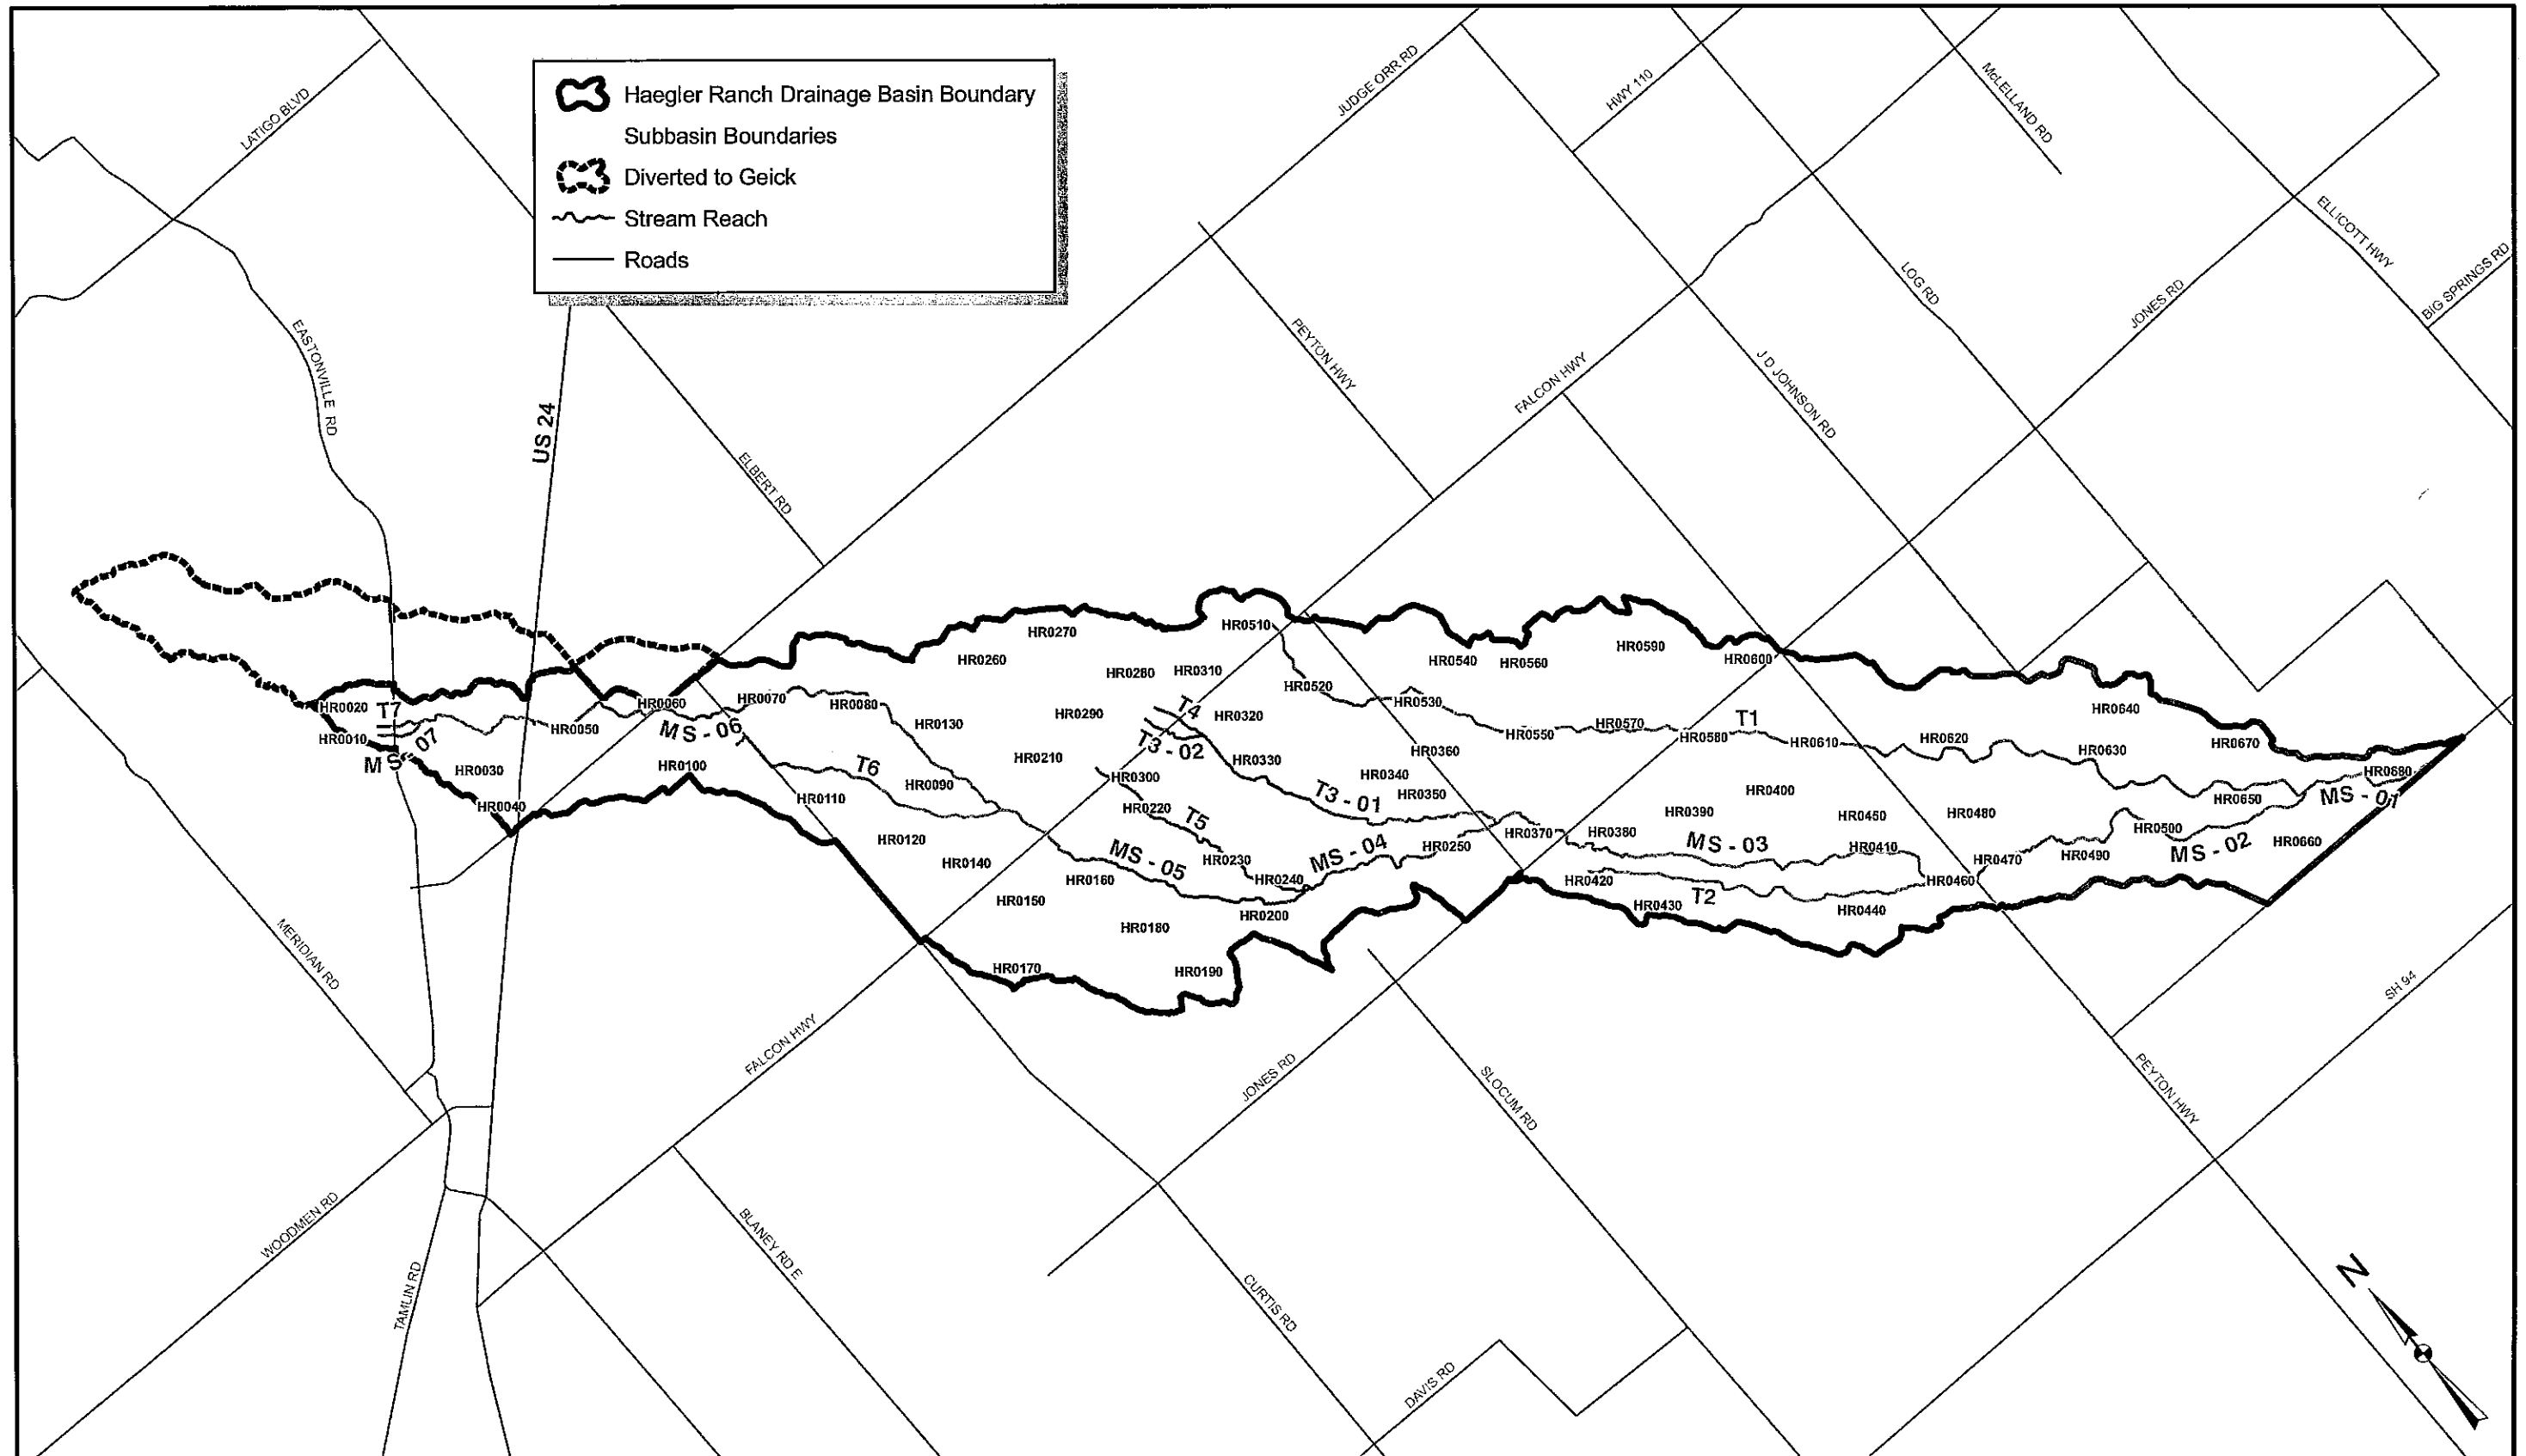 Haegler Ranch Drainage Basin Boundary
Subbasin Boundaries
Diverted to Geick
Stream Reach
Roads
LATIGO BLVD
JUDGE ORR RD
HWY 110
McLELLAND RD
ELLICOTT HWY
BIG SPRINGS RD
EASTONVILLE RD
US 24
ELBERT RD
PEYTON HWY
FALCON HWY
J D JOHNSON RD
LOG RD
JONES RD
HR0510
HR0270
HR0260
HR0280
HR0310
HR0540
HR0560
HR0590
HR0600
HR0520
HR0530
HR0640
HR0020
T7
HR0010
MS - 07
HR0030
HR0040
HR0050
HR0060
MS - 06
HR0070
HR0080
HR0130
HR0100
HR0290
HR0210
T4
HR0320
T3 - 02
HR0300
HR0330
HR0360
HR0340
HR0350
T3 - 01
HR0550
HR0570
HR0580
T1
HR0610
HR0620
HR0630
HR0670
HR0680
HR0650
MS - 01
T6
HR0090
HR0110
HR0120
HR0140
HR0150
HR0160
HR0170
HR0180
HR0190
HR0200
HR0220
T5
HR0230
HR0240
MS - 05
MS - 04
HR0250
HR0370
HR0380
HR0390
HR0400
MS - 03
HR0410
HR0450
HR0480
HR0420
HR0430
T2
HR0440
HR0460
HR0470
HR0490
HR0500
MS - 02
HR0660
MERIDIAN RD
FALCON HWY
JONES RD
SLOCUM RD
PEYTON HWY
SH 94
WOODMEN RD
TAMLIN RD
BLANEY RD E
CURTIS RD
DAVIS RD
N